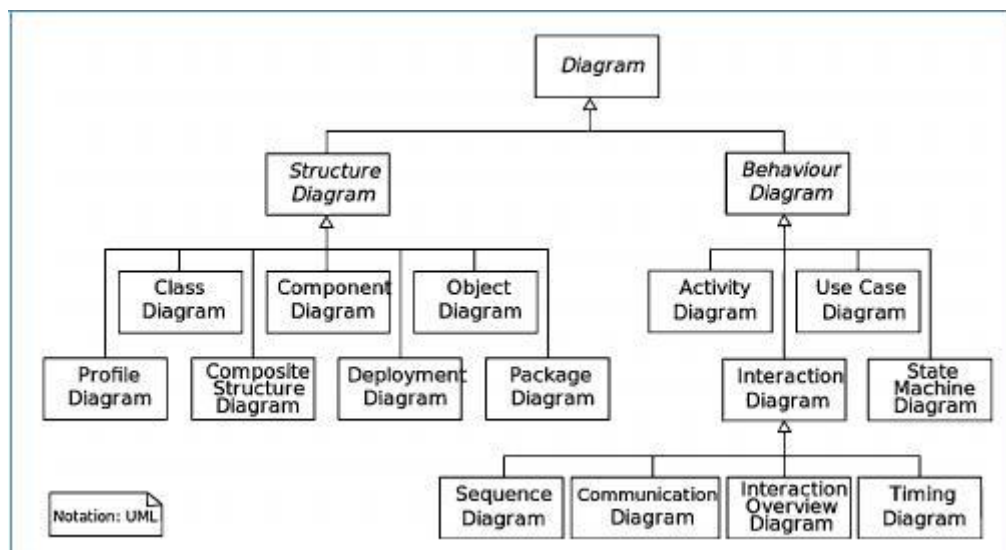 Diagram
Structure
Diagram
Behaviour
Diagram
Class
Diagram
Component
Diagram
Object
Diagram
Activity
Diagram
Use Case
Diagram
Profile
Diagram
Composite
Structure
Diagram
Deployment
Diagram
Package
Diagram
Interaction
Diagram
State
Machine
Diagram
Sequence
Diagram
Communication
Diagram
Interaction
Overview
Diagram
Timing
Diagram
Notation: UML